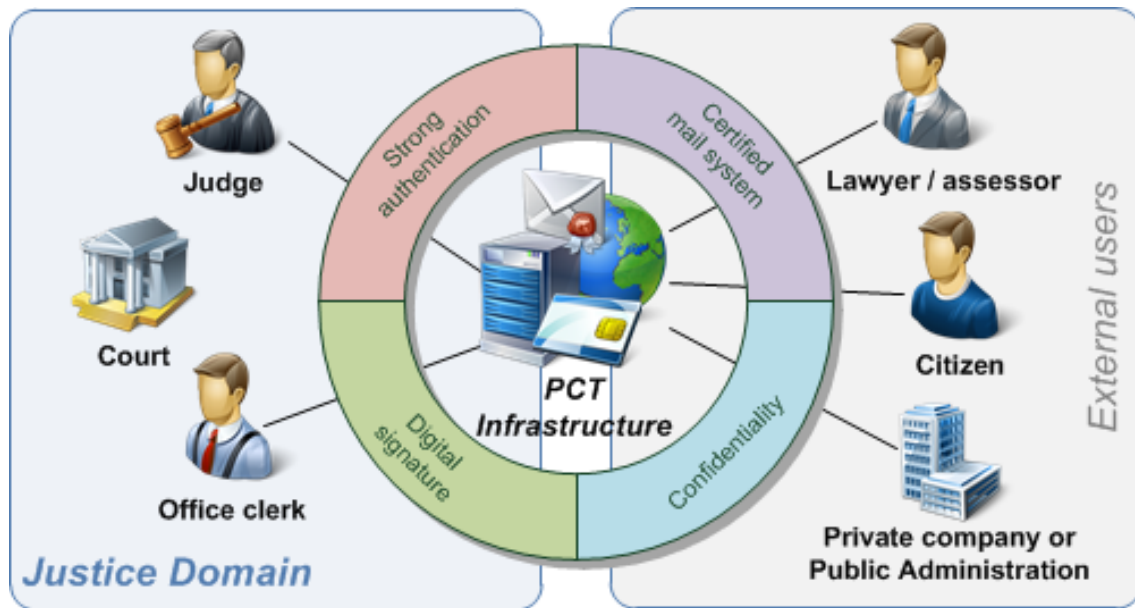 Judge
Court
Office clerk
Justice Domain
Strong
authentication
Certified
mail system
Digital
signature
Confidentiality
PCT
Infrastructure
Lawyer / assessor
Citizen
Private company or
Public Administration
External users